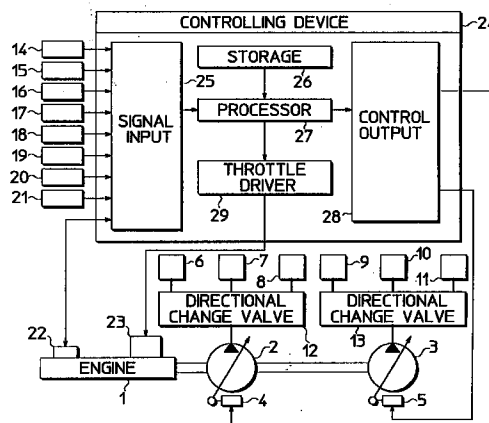 CONTROLLING DEVICE
24
14
15
16
17
18
19
20
21
SIGNAL
INPUT
25
STORAGE
26
PROCESSOR
27
THROTTLE
DRIVER
29
CONTROL
OUTPUT
28
6
7
8
9
10
11
DIRECTIONAL
CHANGE VALVE
12
DIRECTIONAL
CHANGE VALVE
13
22
23
ENGINE
1
2
3
4
5